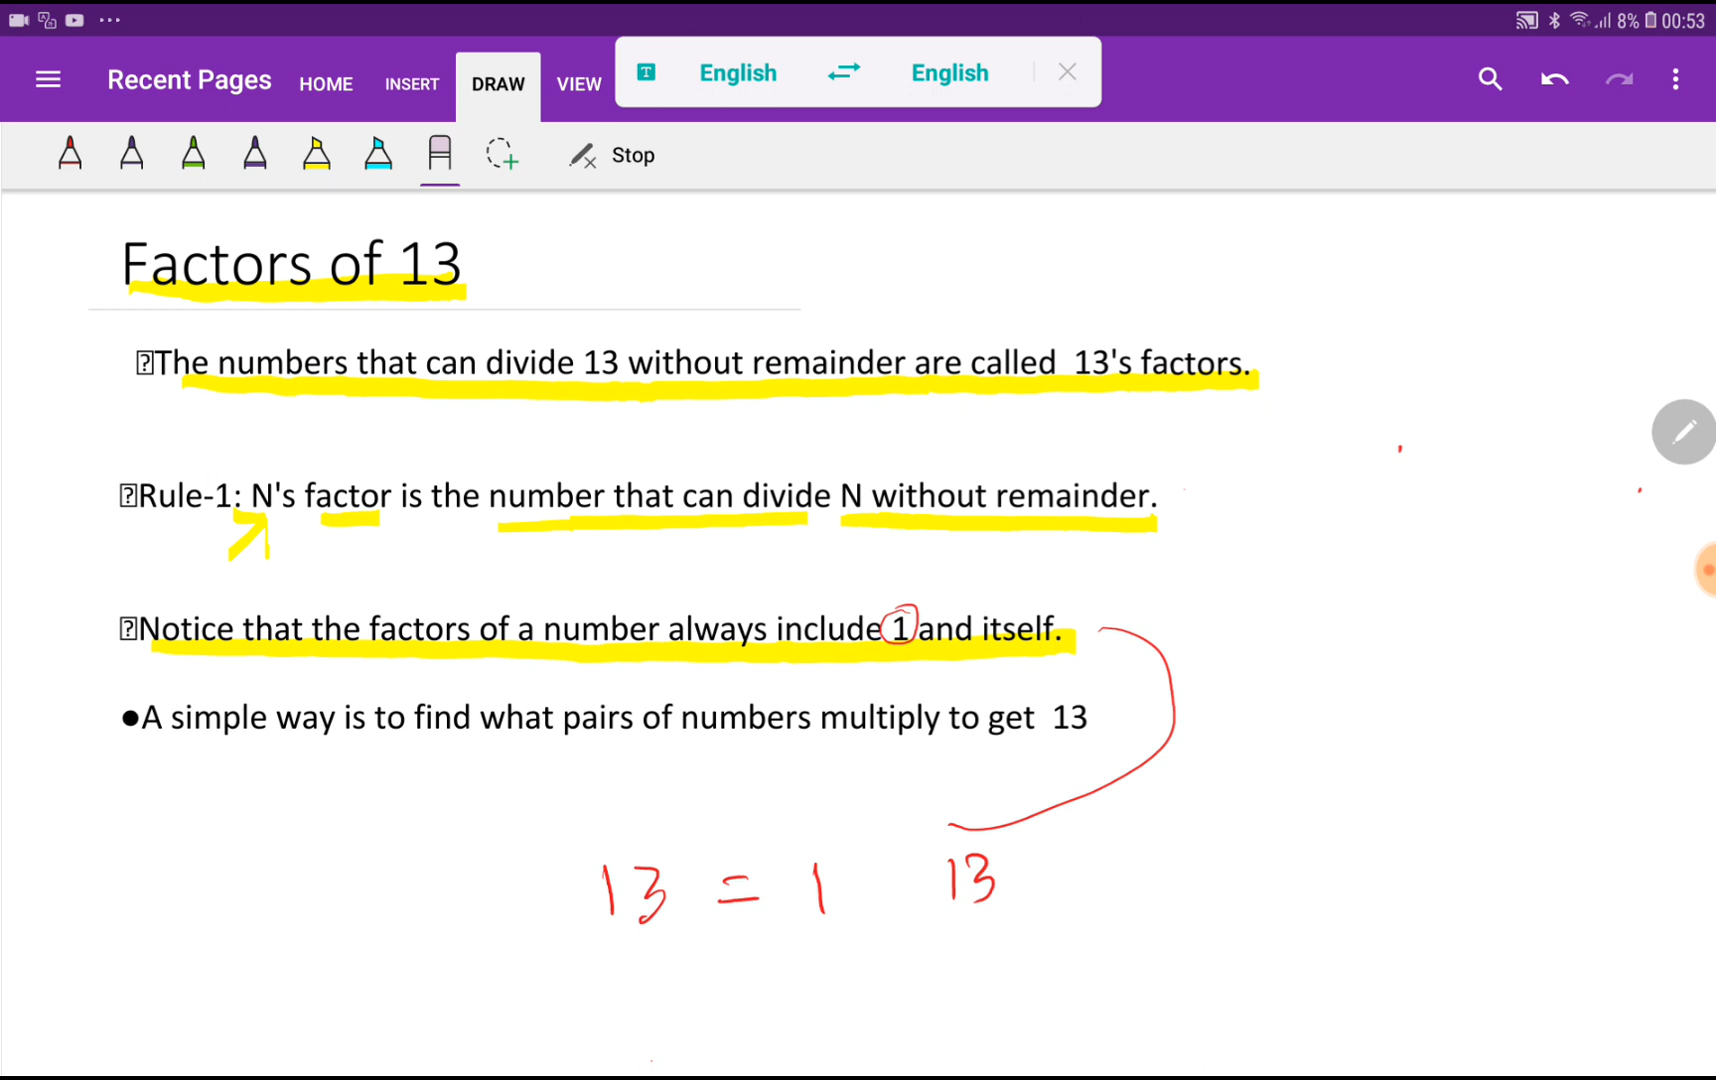 8% 00:53
Recent Pages HOME INSERT DRAW VIEW English English
Stop
Factors of 13
The numbers that can divide 13 without remainder are called 13's factors.
Rule-1: N's factor is the number that can divide N without remainder.
Notice that the factors of a number always include 1 and itself.
●A simple way is to find what pairs of numbers multiply to get 13
13 = 1 13